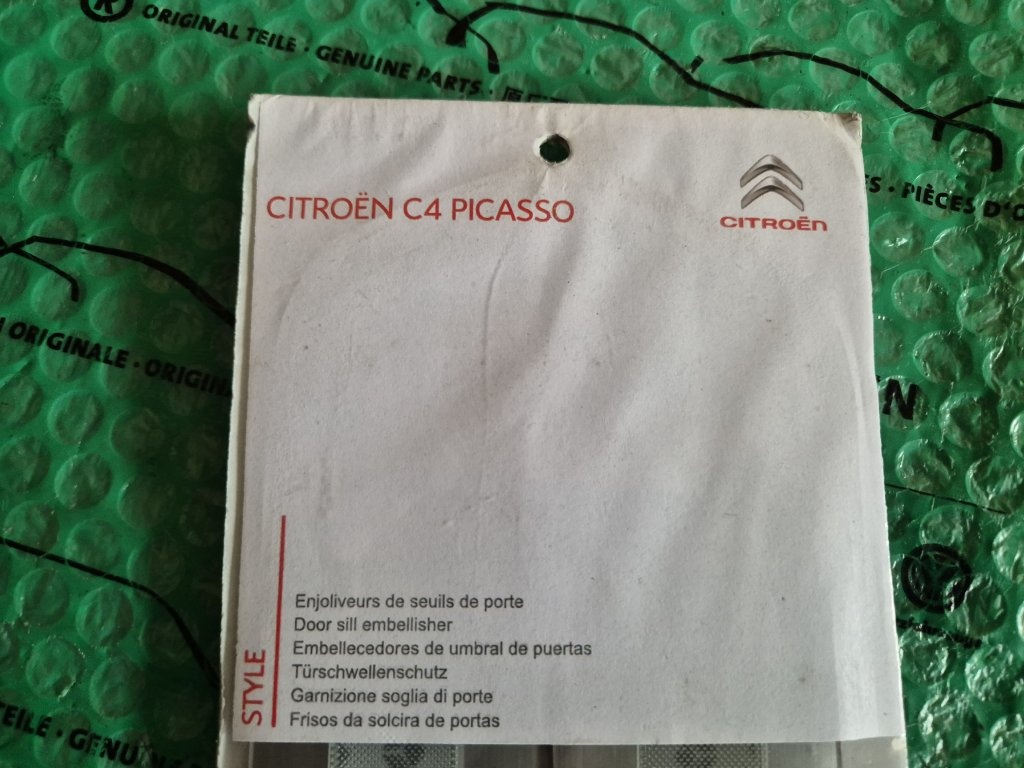 ORIGINAL TEILE · GENUINE PARTS ·
CITROËN C4 PICASSO
CITROËN
· PIÈCES D'O
ORIGINALE · ORIGIN
N
STYLE
Enjoliveurs de seuils de porte
Door sill embellisher
Embellecedores de umbral de puertas
Türschwellenschutz
Garnizione soglia di porte
Frisos da solcira de portas
TEILE · GENUINE